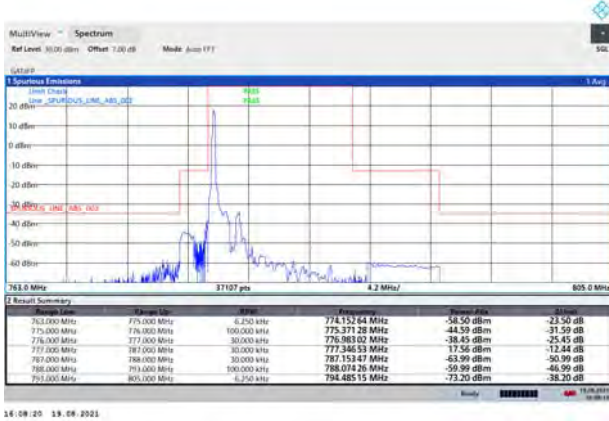 MultiView Spectrum
Ref Level 30.00 dBm Offset 7.00 dB Mode Auto FFT
SGL
GATE:IFP
1 Spurious Emissions 1 Avg
Limit Check PASS
Line _SPURIOUS_LINE_ABS_002 PASS
20 dBm
10 dBm
0 dBm
-10 dBm
-20 dBm
-30 dBm
_SPURIOUS_LINE_ABS_002
-40 dBm
-50 dBm
-60 dBm
763.0 MHz 37107 pts 4.2 MHz/ 805.0 MHz
2 Result Summary
Range Low Range Up RBW Frequency Power Abs ΔLimit
763.000 MHz 775.000 MHz 6.250 kHz 774.15264 MHz -58.50 dBm -23.50 dB
775.000 MHz 776.000 MHz 100.000 kHz 775.37128 MHz -44.59 dBm -31.59 dB
776.000 MHz 777.000 MHz 30.000 kHz 776.98302 MHz -38.45 dBm -25.45 dB
777.000 MHz 787.000 MHz 30.000 kHz 777.34653 MHz 17.56 dBm -12.44 dB
787.000 MHz 788.000 MHz 30.000 kHz 787.15347 MHz -63.99 dBm -50.99 dB
788.000 MHz 793.000 MHz 100.000 kHz 788.07426 MHz -59.99 dBm -46.99 dB
793.000 MHz 805.000 MHz 6.250 kHz 794.48515 MHz -73.20 dBm -38.20 dB
Ready 19.08.2021
16:08:20 19.08.2021